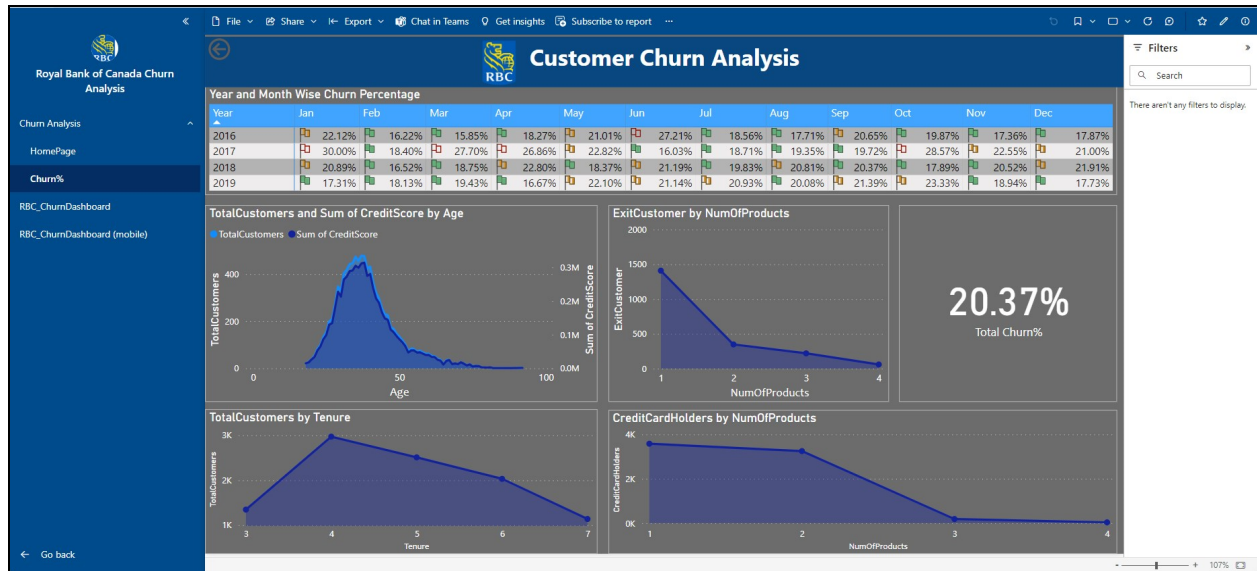 File Share Export Chat in Teams Get insights Subscribe to report ...
RBC
Royal Bank of Canada Churn
Analysis
Churn Analysis
HomePage
Churn%
RBC_ChurnDashboard
RBC_ChurnDashboard (mobile)
Go back
RBC
Customer Churn Analysis
Year and Month Wise Churn Percentage
Year Jan Feb Mar Apr May Jun Jul Aug Sep Oct Nov Dec
2016 22.12% 16.22% 15.85% 18.27% 21.01% 27.21% 18.56% 17.71% 20.65% 19.87% 17.36% 17.87%
2017 30.00% 18.40% 27.70% 26.86% 22.82% 16.03% 18.71% 19.35% 19.72% 28.57% 22.55% 21.00%
2018 20.89% 16.52% 18.75% 22.80% 18.37% 21.19% 19.83% 20.81% 20.37% 17.89% 20.52% 21.91%
2019 17.31% 18.13% 19.43% 16.67% 22.10% 21.14% 20.93% 20.08% 21.39% 23.33% 18.94% 17.73%
TotalCustomers and Sum of CreditScore by Age
TotalCustomers Sum of CreditScore
TotalCustomers
400
200
0
0.3M
0.2M
0.1M
0.0M
Sum of CreditScore
0 50 100
Age
ExitCustomer by NumOfProducts
ExitCustomer
2000
1500
1000
500
0
1 2 3 4
NumOfProducts
20.37%
Total Churn%
TotalCustomers by Tenure
TotalCustomers
3K
2K
1K
3 4 5 6 7
Tenure
CreditCardHolders by NumOfProducts
CreditCardHolders
4K
2K
0K
1 2 3 4
NumOfProducts
Filters
Search
There aren't any filters to display.
- + 107%